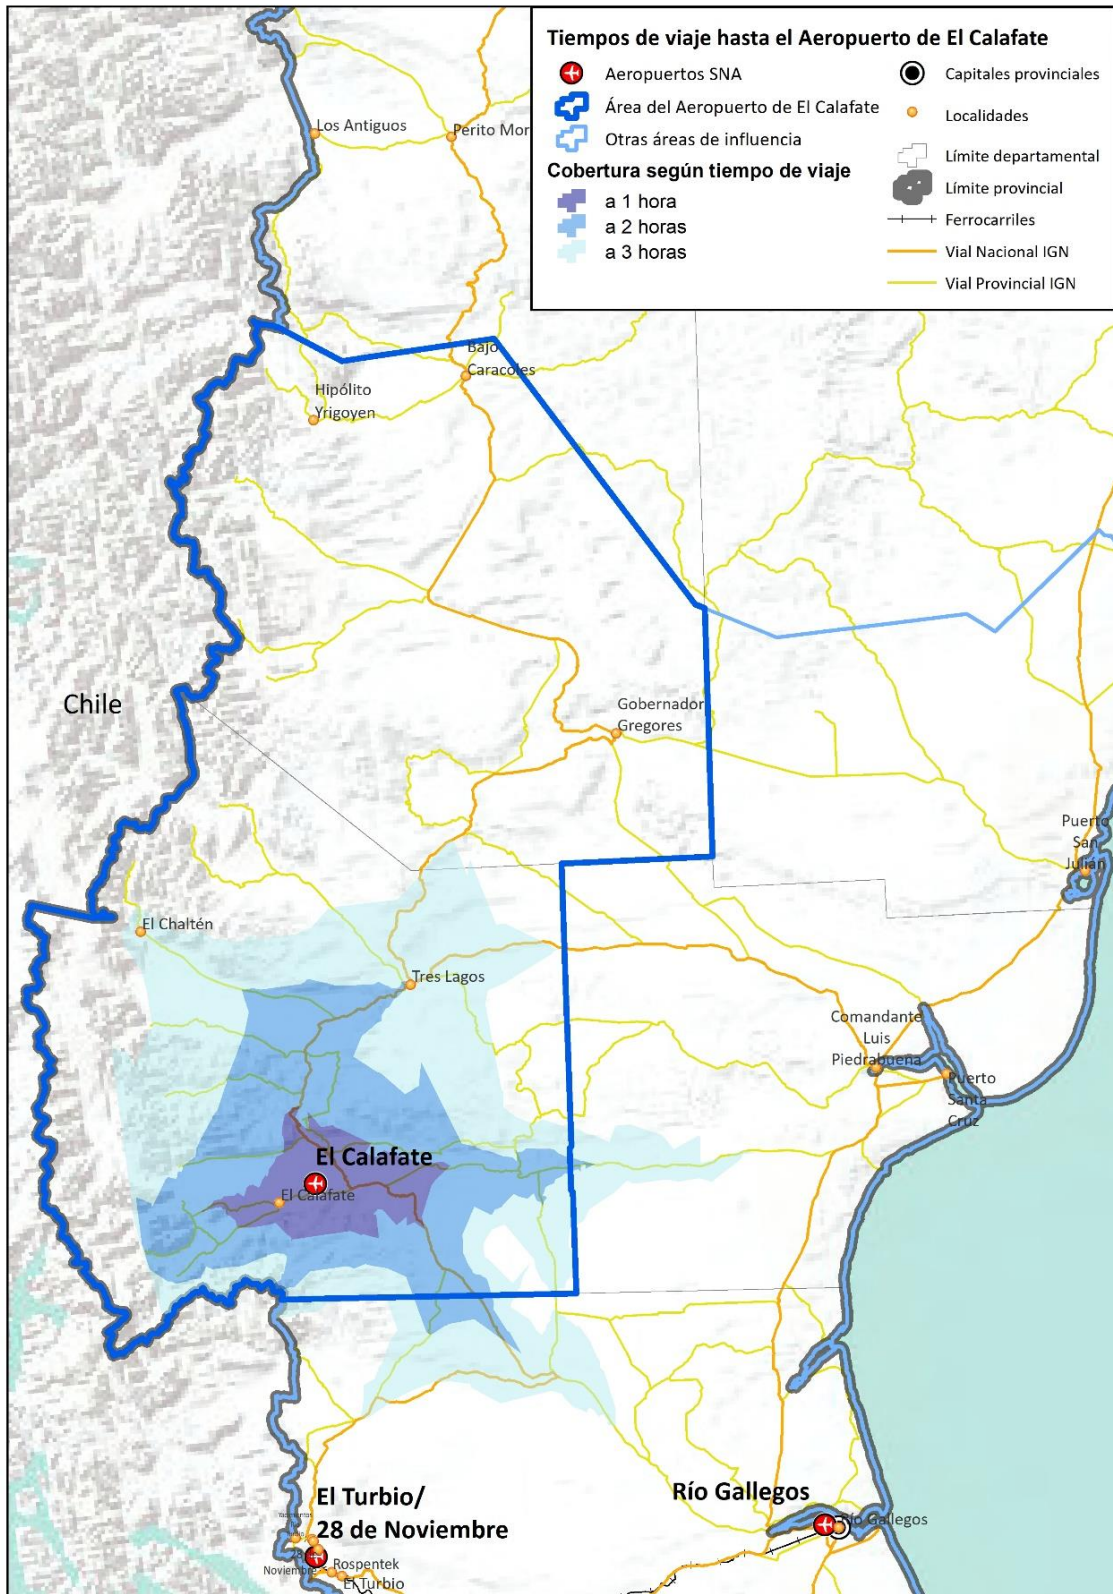 Tiempos de viaje hasta el Aeropuerto de El Calafate
Aeropuertos SNA
Área del Aeropuerto de El Calafate
Otras áreas de influencia
Cobertura según tiempo de viaje
a 1 hora
a 2 horas
a 3 horas
Capitales provinciales
Localidades
Límite departamental
Límite provincial
Ferrocarriles
Vial Nacional IGN
Vial Provincial IGN
Los Antiguos
Perito Mor
Bajo
Caracoles
Hipólito
Yrigoyen
Chile
Gobernador
Gregores
Puerto
San
Julián
El Chaltén
Tres Lagos
Comandante
Luis
Piedrabuena
Puerto
Santa
Cruz
El Calafate
El Calafate
El Turbio/
28 de Noviembre
Río Gallegos
Río Gallegos
28
Noviembre
Rospentek
El Turbio